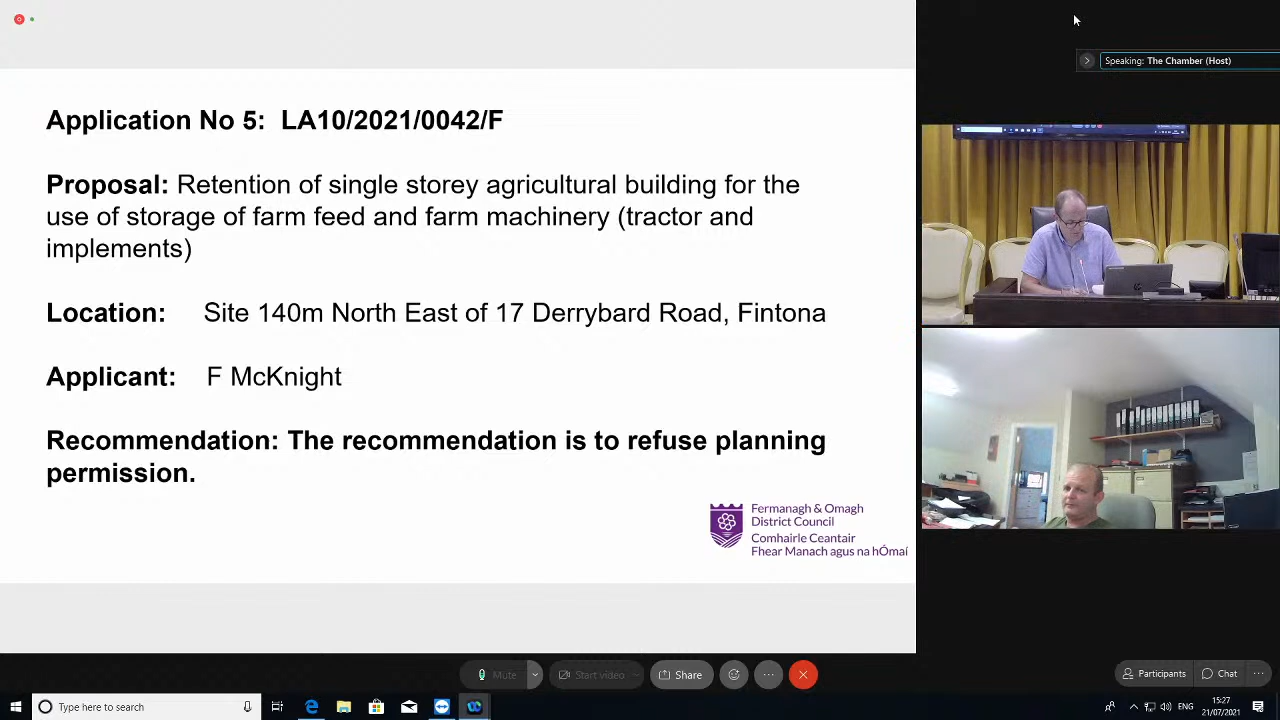 Application No 5: LA10/2021/0042/F
Proposal: Retention of single storey agricultural building for the
use of storage of farm feed and farm machinery (tractor and
implements)
Location: Site 140m North East of 17 Derrybard Road, Fintona
Applicant: F McKnight
Recommendation: The recommendation is to refuse planning
permission.
Fermanagh & Omagh
District Council
Comhairle Ceantair
Fhear Manach agus na hÓmaí
Speaking: The Chamber (Host)
Mute
Start video
Share
Participants
Chat
Type here to search
ENG
15:27
21/07/2021